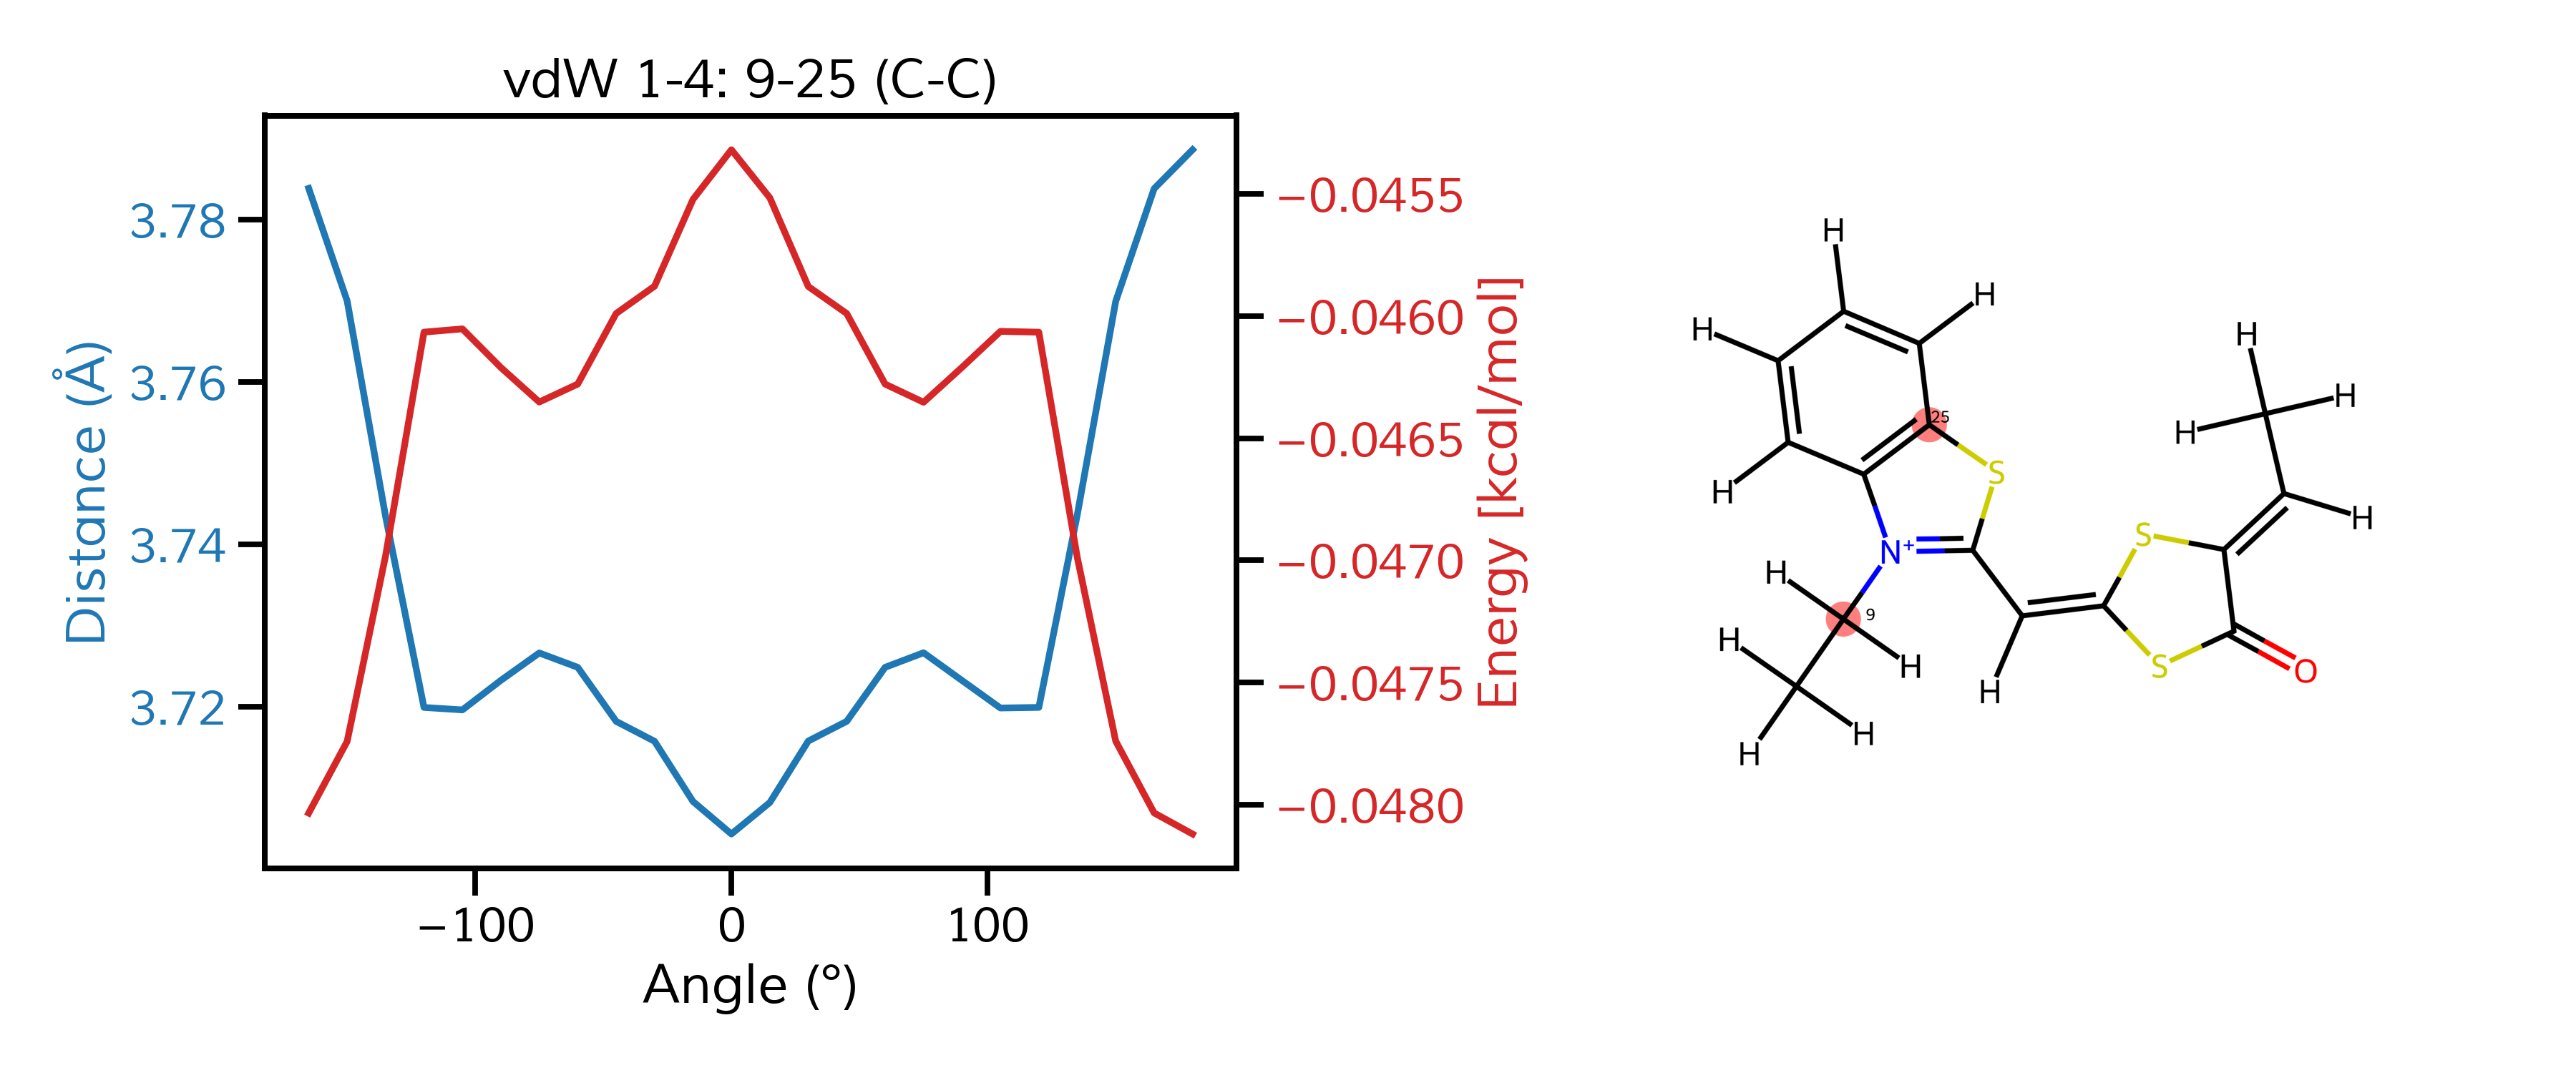 vdW 1-4: 9-25 (C-C)
Distance (Å)
3.78
3.76
3.74
3.72
−100
0
100
Angle (°)
−0.0455
−0.0460
−0.0465
−0.0470
−0.0475
−0.0480
Energy [kcal/mol]
H
H
H
H
H
H
25
S
H
H
S
H
N+
H
9
H
H
S
O
H
H
H